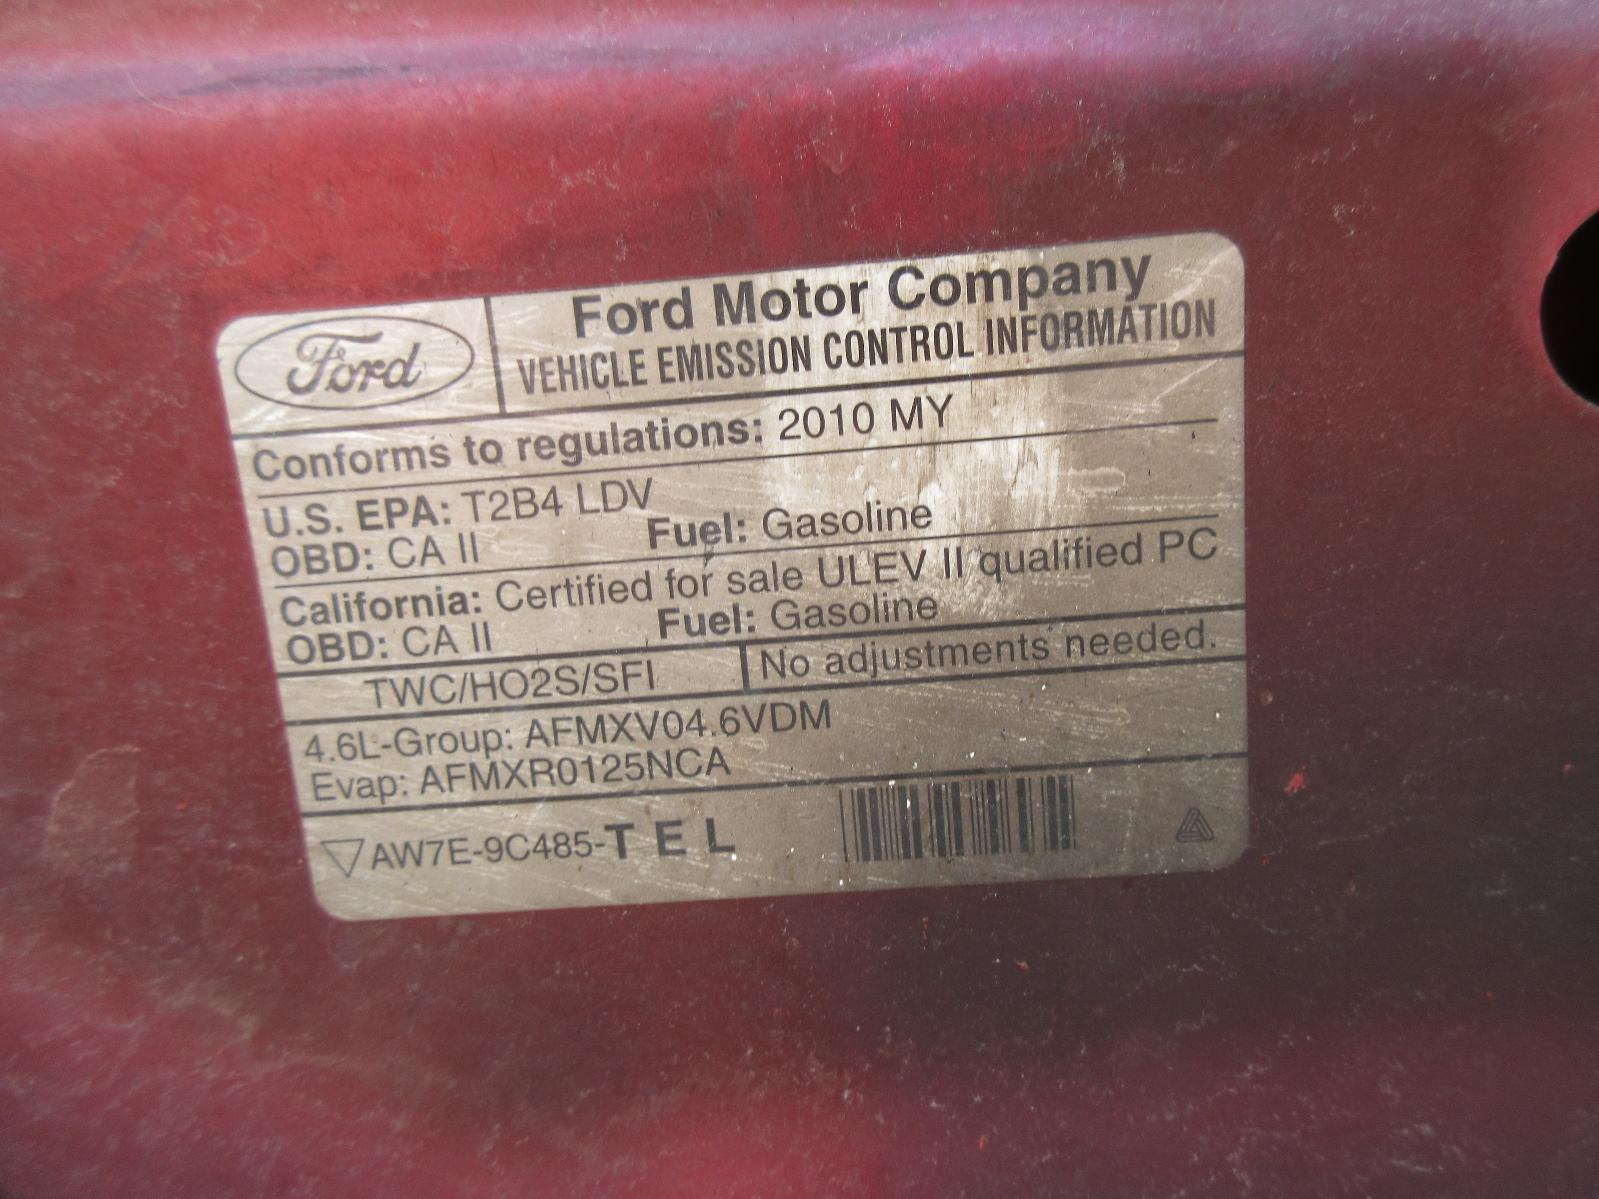 Ford
Ford Motor Company
VEHICLE EMISSION CONTROL INFORMATION
Conforms to regulations: 2010 MY
U.S. EPA: T2B4 LDV
OBD: CA II Fuel: Gasoline
California: Certified for sale ULEV II qualified PC
OBD: CA II Fuel: Gasoline
TWC/HO2S/SFI No adjustments needed.
4.6L-Group: AFMXV04.6VDM
Evap: AFMXR0125NCA
AW7E-9C485-T E L